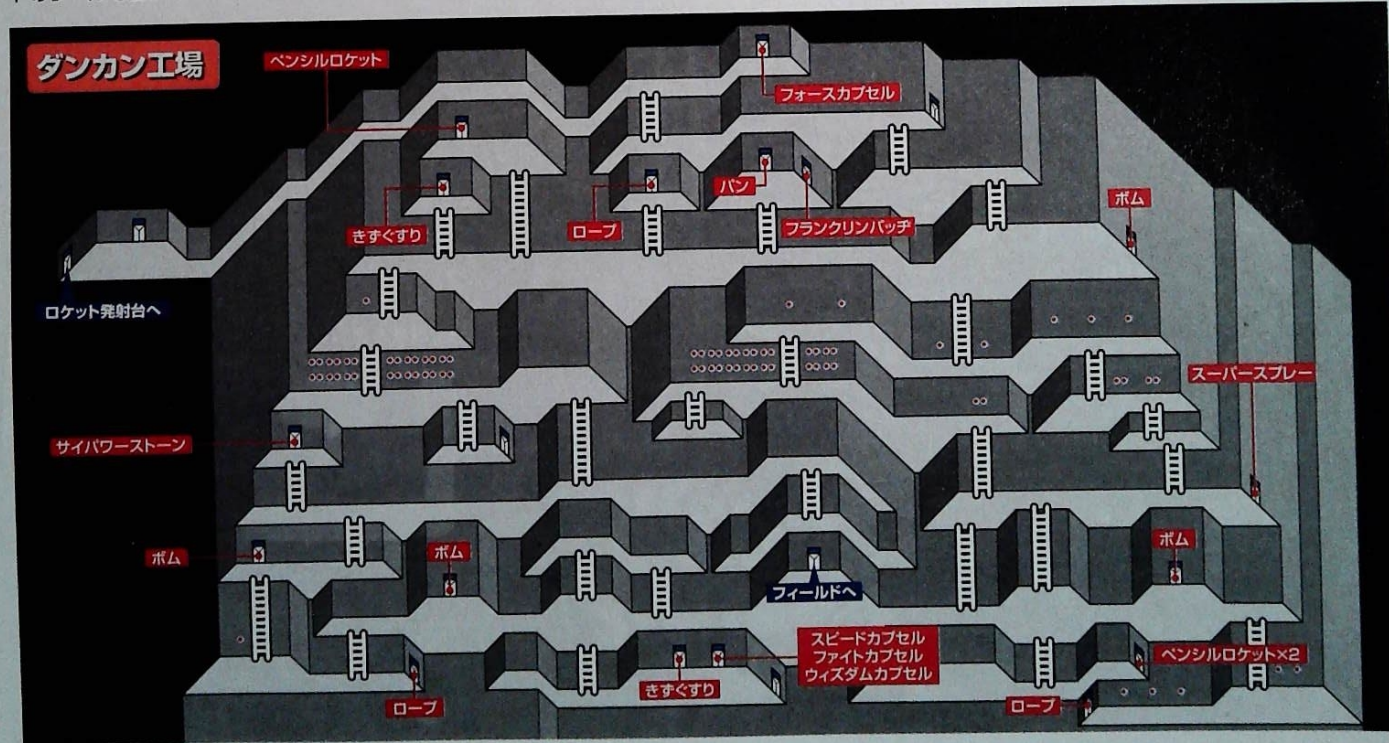 ダンカン工場
ペンシルロケット
フォースカプセル
きずぐすり
ロープ
パン
フランクリンバッヂ
ボム
ロケット発射台へ
スーパースプレー
サイパワーストーン
ボム
ボム
ボム
フィールドへ
スピードカプセル
ファイトカプセル
ウィズダムカプセル
ペンシルロケット×2
きずぐすり
ロープ
ロープ